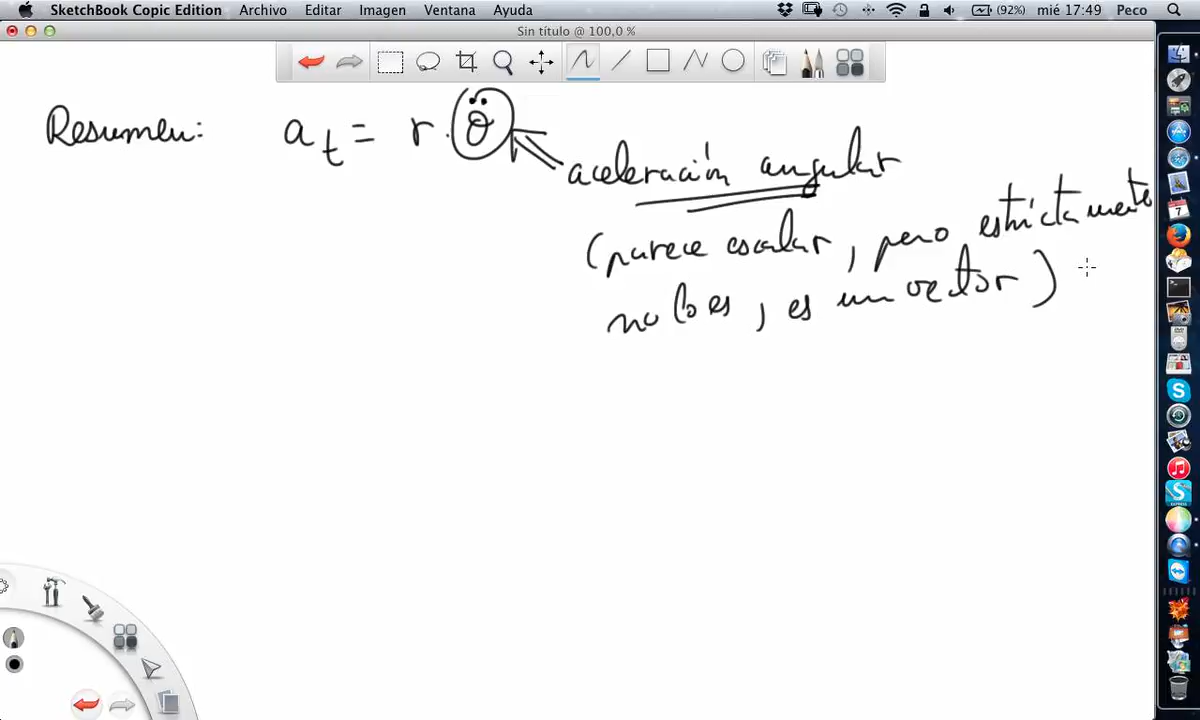 SketchBook Copic Edition Archivo Editar Imagen Ventana Ayuda (92%) mié 17:49 Peco
Sin título @ 100,0 %
Resumen: a_t = r · θ̈
aceleración angular
(parece escalar, pero estrictamente
no lo es, es un vector)